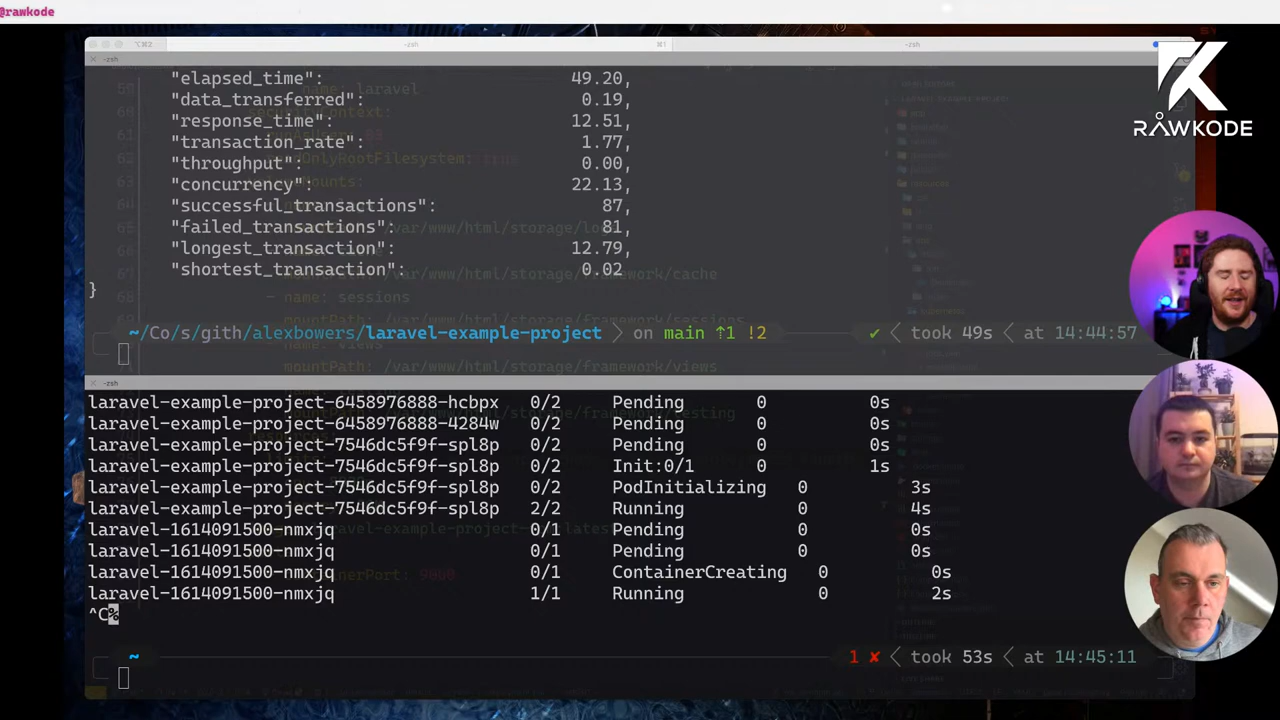 @rawkode
-zsh
-zsh
-zsh
"elapsed_time": 49.20,
"data_transferred": 0.19,
"response_time": 12.51,
"transaction_rate": 1.77,
"throughput": 0.00,
"concurrency": 22.13,
"successful_transactions": 87,
"failed_transactions": 81,
"longest_transaction": 12.79,
"shortest_transaction": 0.02
}
~/Co/s/gith/alexbowers/laravel-example-project on main ⇡1 !2 ✔ took 49s at 14:44:57
-zsh
laravel-example-project-6458976888-hcbpx 0/2 Pending 0 0s
laravel-example-project-6458976888-4284w 0/2 Pending 0 0s
laravel-example-project-7546dc5f9f-spl8p 0/2 Pending 0 0s
laravel-example-project-7546dc5f9f-spl8p 0/2 Init:0/1 0 1s
laravel-example-project-7546dc5f9f-spl8p 0/2 PodInitializing 0 3s
laravel-example-project-7546dc5f9f-spl8p 2/2 Running 0 4s
laravel-1614091500-nmxjq 0/1 Pending 0 0s
laravel-1614091500-nmxjq 0/1 Pending 0 0s
laravel-1614091500-nmxjq 0/1 ContainerCreating 0 0s
laravel-1614091500-nmxjq 1/1 Running 0 2s
^C%
~ 1 ✘ took 53s at 14:45:11
RAWKODE